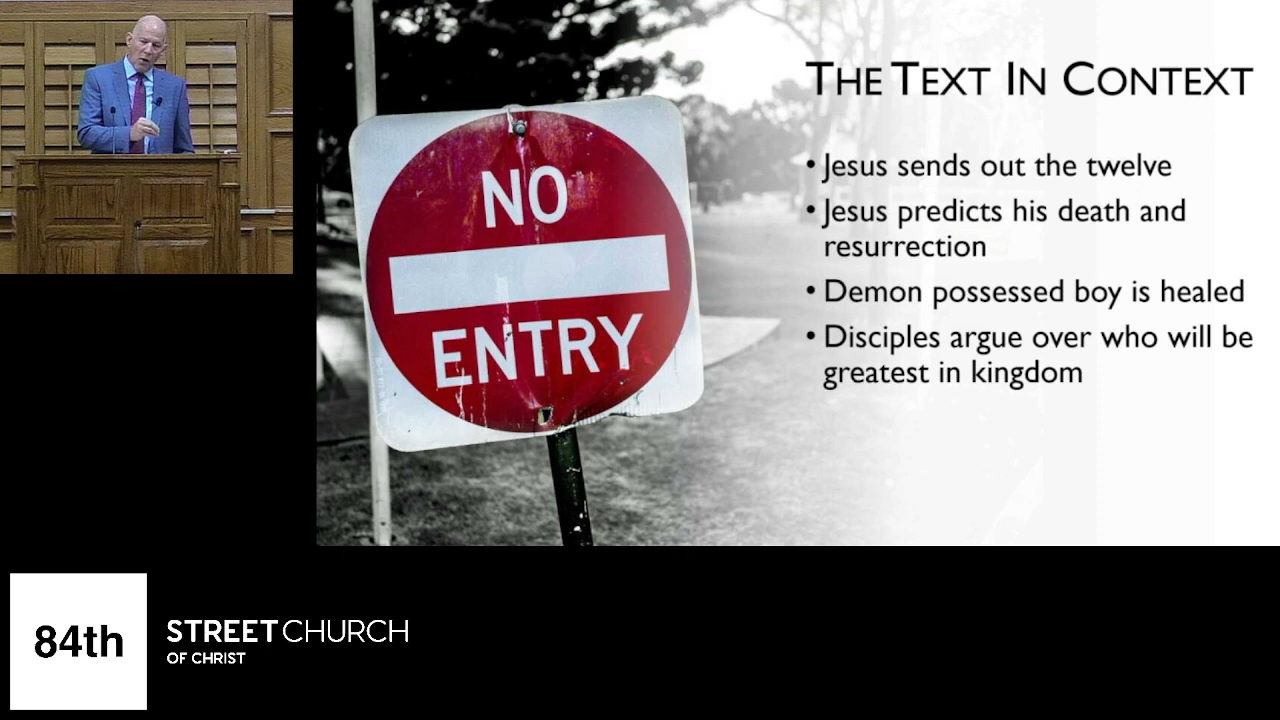 THE TEXT IN CONTEXT
• Jesus sends out the twelve
• Jesus predicts his death and
resurrection
• Demon possessed boy is healed
• Disciples argue over who will be
greatest in kingdom
NO
ENTRY
84th
STREET CHURCH
OF CHRIST